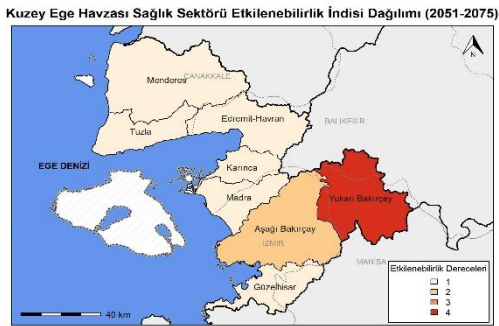 Kuzey Ege Havzası Sağlık Sektörü Etkilenebilirlik İndisi Dağılımı (2051-2075)
N
Menderes
ÇANAKKALE
Edremit-Havran
Tuzla
BALIKESİR
EGE DENİZİ
Karınca
Madra
Yukarı Bakırçay
Aşağı Bakırçay
İZMİR
MANİSA
Güzelhisar
Etkilenebilirlik Dereceleri
1
2
3
4
40 km